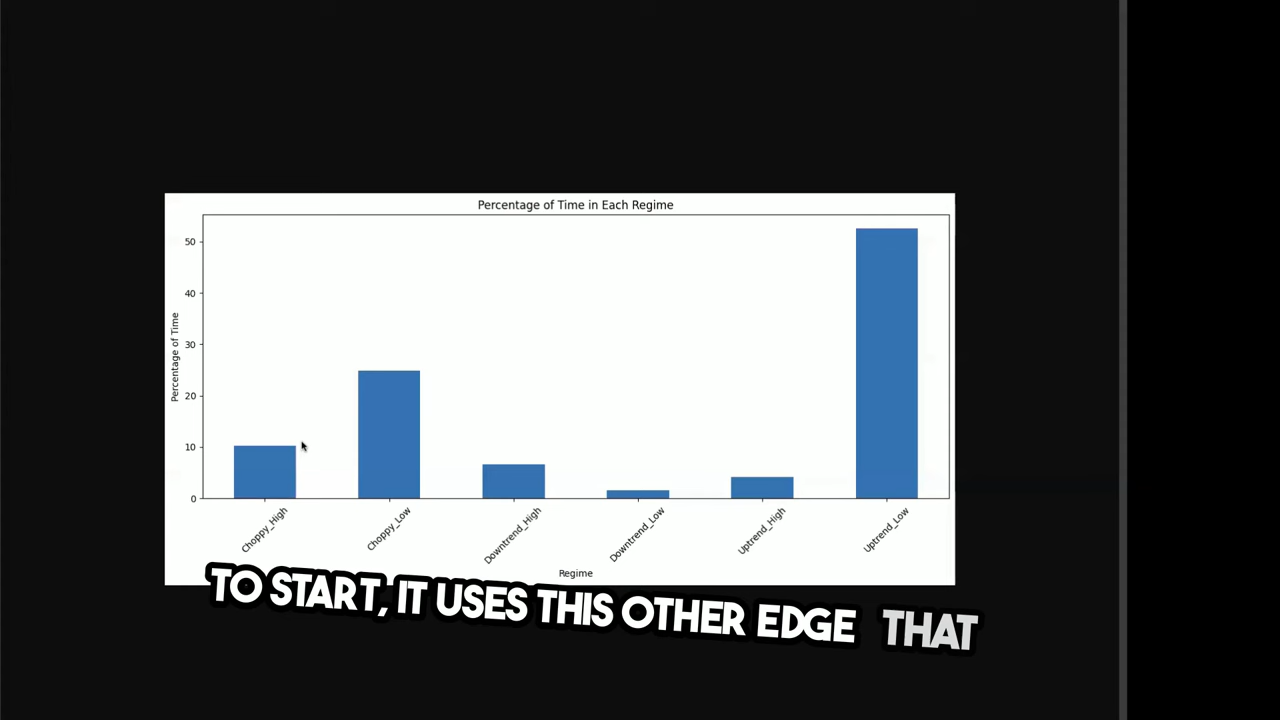 Percentage of Time in Each Regime
Percentage of Time
50
40
30
20
10
0
Choppy_High
Choppy_Low
Downtrend_High
Downtrend_Low
Uptrend_High
Uptrend_Low
Regime
TO START, IT USES THIS OTHER EDGE THAT